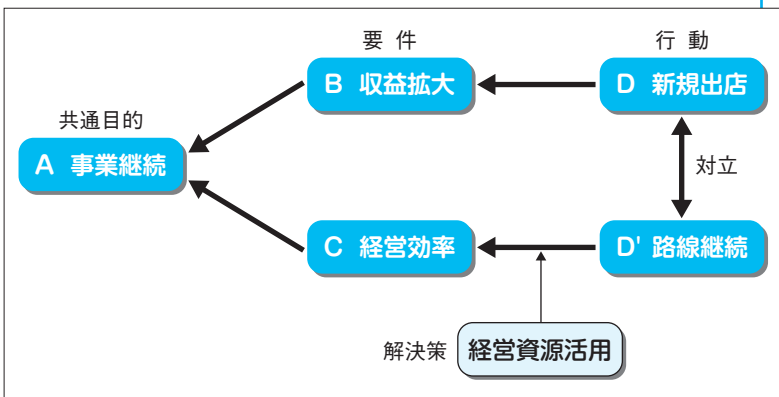 要 件
行 動
B 収益拡大
D 新規出店
共通目的
A 事業継続
対立
C 経営効率
D' 路線継続
解決策
経営資源活用